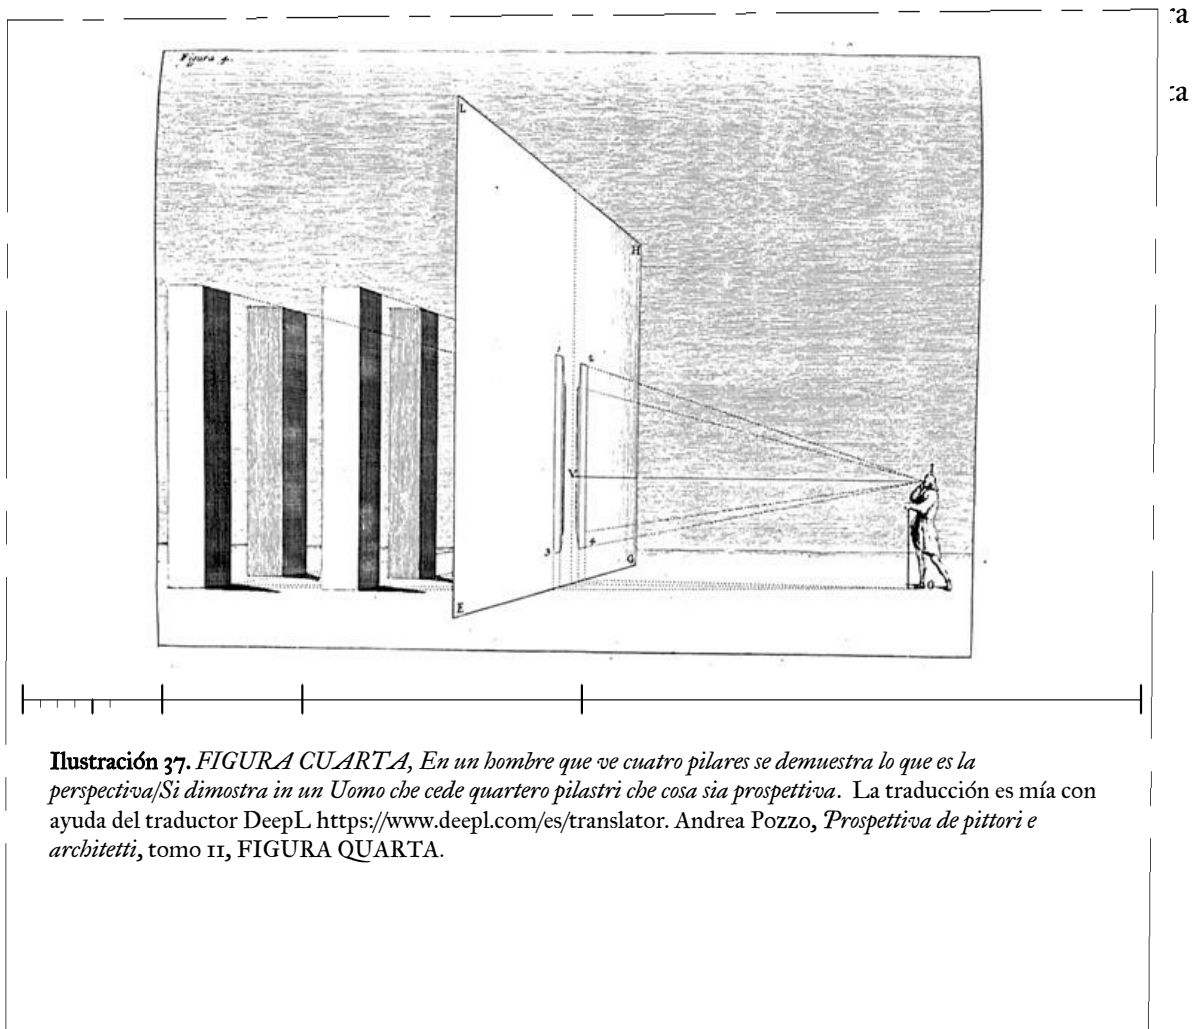 ra
ta
Figura 4.
L
H
1
2
V
3
4
G
E
O
Ilustración 37. FIGURA CUARTA, En un hombre que ve cuatro pilares se demuestra lo que es la
perspectiva/Si dimostra in un Uomo che cede quartero pilastri che cosa sia prospettiva. La traducción es mía con
ayuda del traductor DeepL https://www.deepl.com/es/translator. Andrea Pozzo, Prospettiva de pittori e
architetti, tomo II, FIGURA QUARTA.